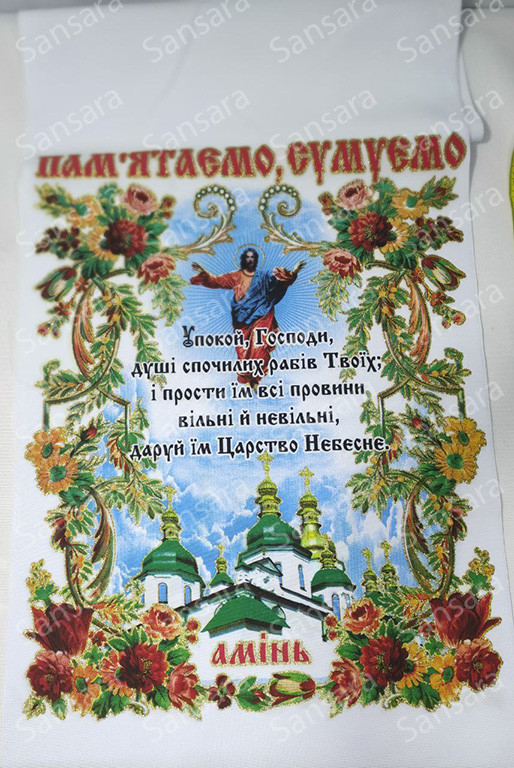 ПАМ'ЯТАЄМО, СУМУЄМО
Упокой, Господи,
душі спочилих рабів Твоїх;
і прости їм всі провини
вільні й невільні,
даруй їм Царство Небесне.
АМІНЬ
Sansara